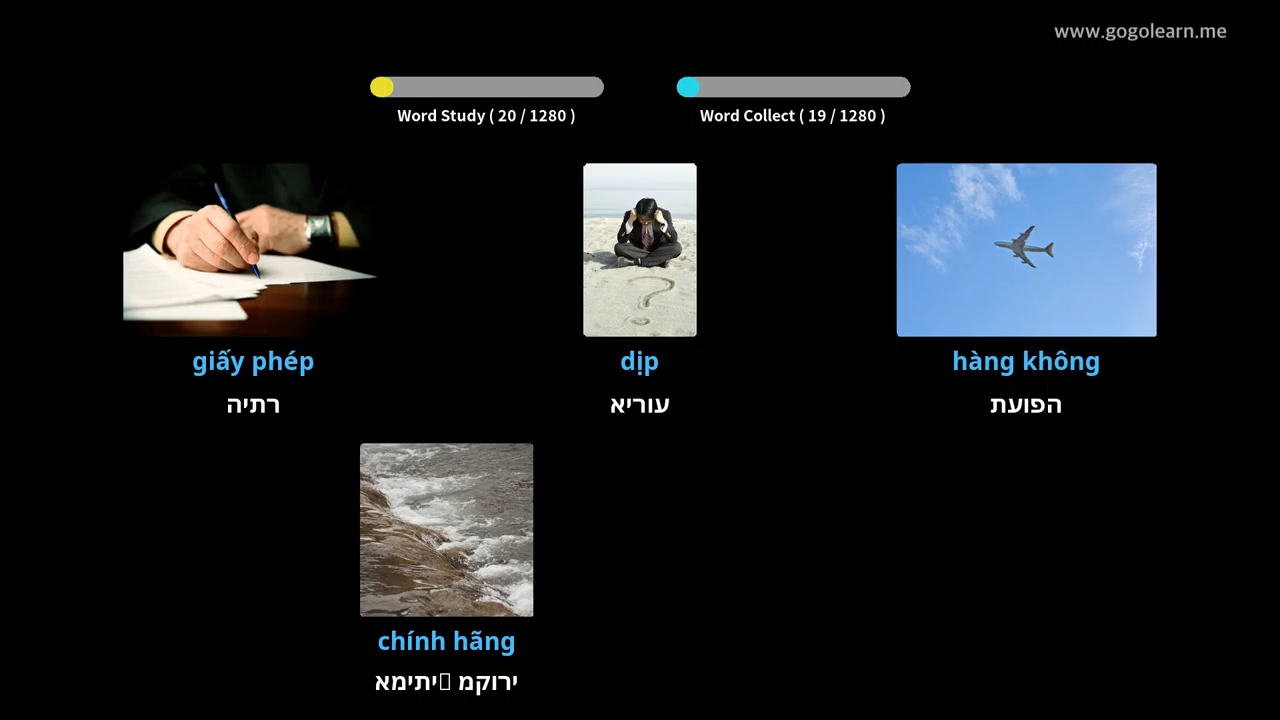 www.gogolearn.me
Word Study ( 20 / 1280 )
Word Collect ( 19 / 1280 )
giấy phép
היתר
dịp
אירוע
hàng không
תעופה
chính hãng
אמיתי מקורי